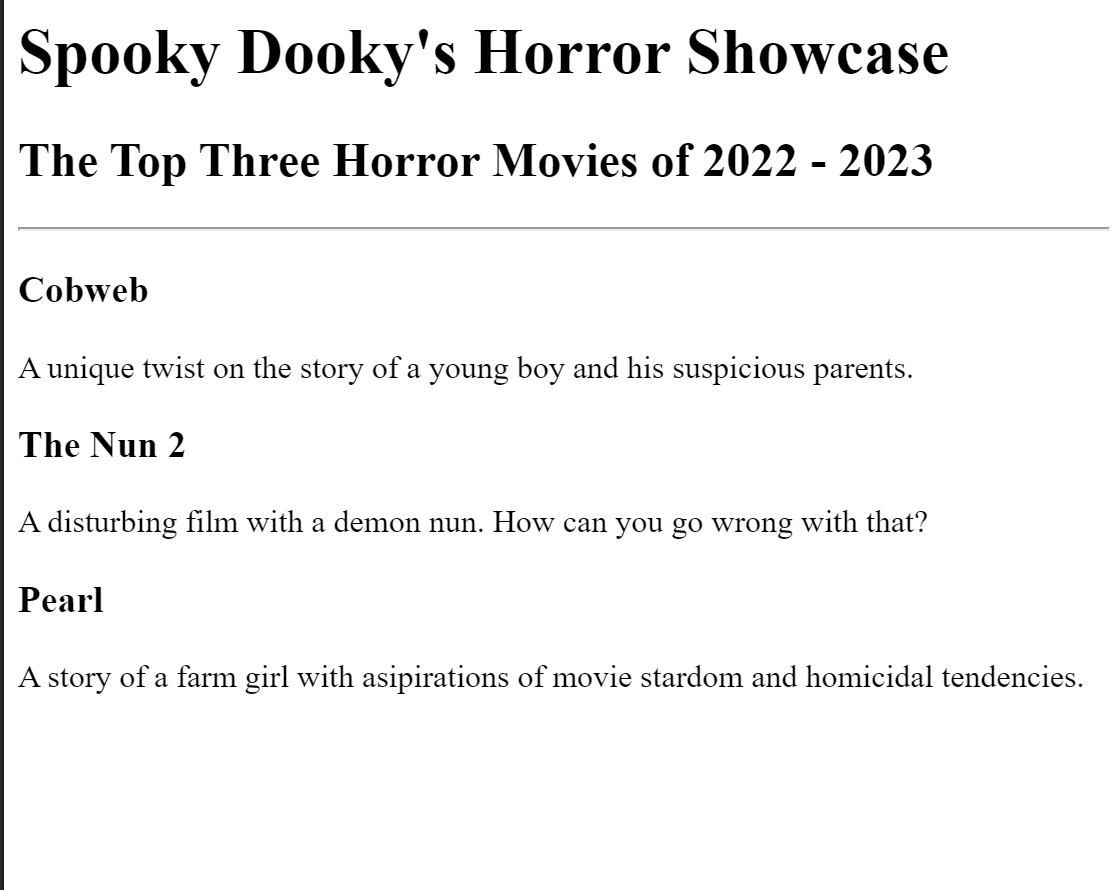 Spooky Dooky's Horror Showcase
The Top Three Horror Movies of 2022 - 2023
Cobweb
A unique twist on the story of a young boy and his suspicious parents.
The Nun 2
A disturbing film with a demon nun. How can you go wrong with that?
Pearl
A story of a farm girl with asipirations of movie stardom and homicidal tendencies.